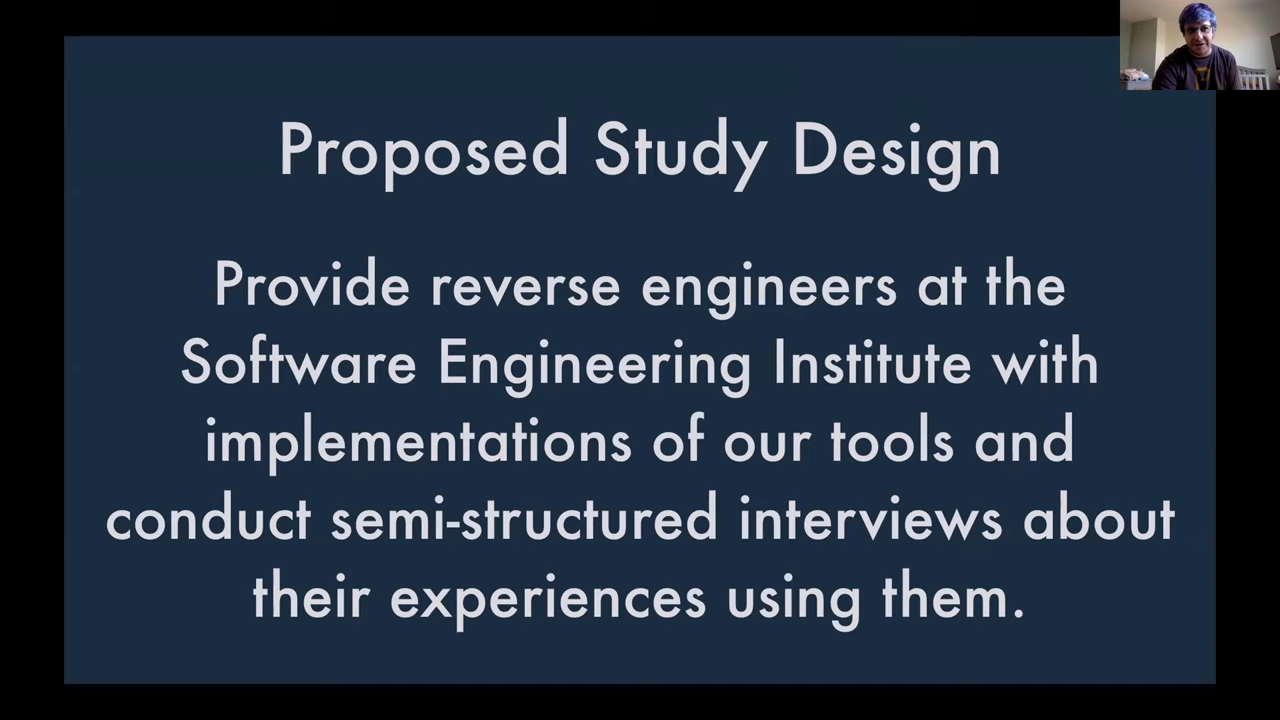 Proposed Study Design
Provide reverse engineers at the
Software Engineering Institute with
implementations of our tools and
conduct semi-structured interviews about
their experiences using them.